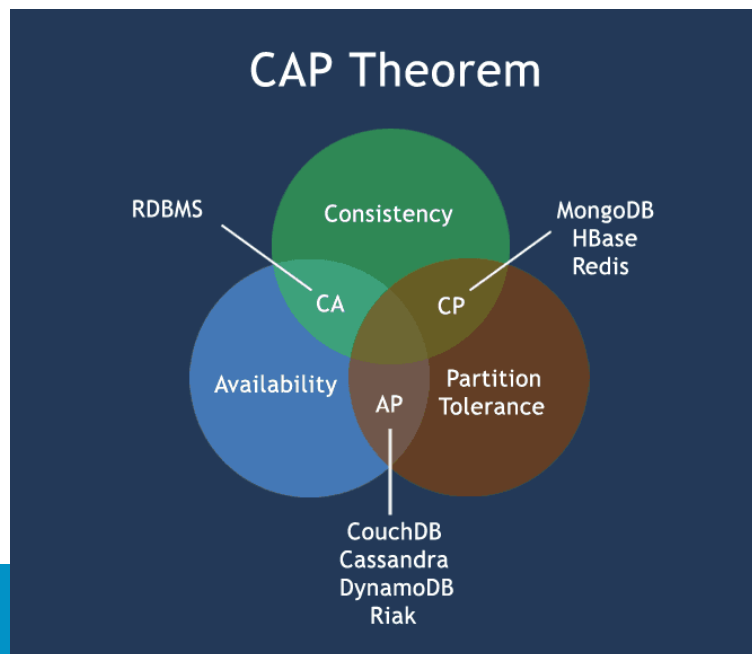 CAP Theorem
RDBMS
Consistency
MongoDB
HBase
Redis
CA
CP
Availability
Partition
Tolerance
AP
CouchDB
Cassandra
DynamoDB
Riak